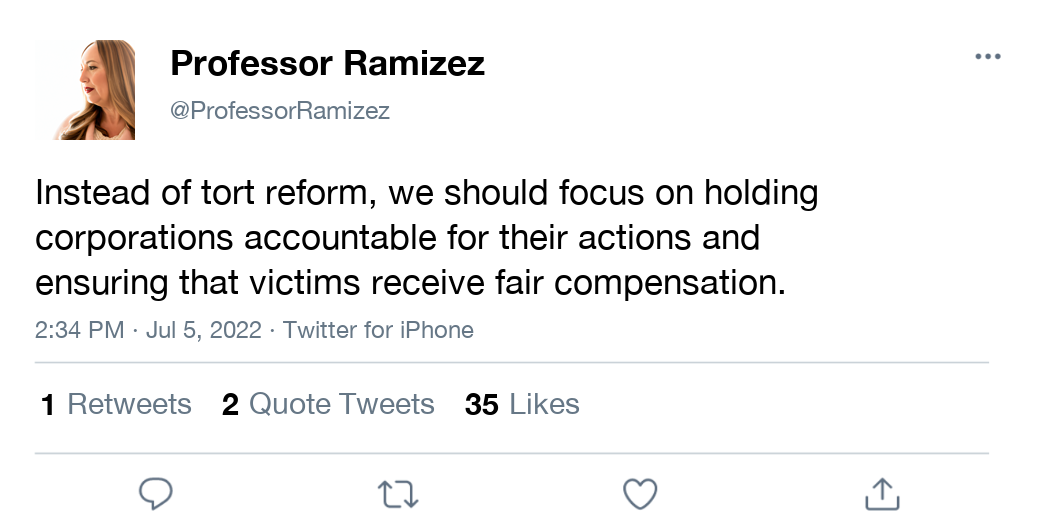 Professor Ramizez
@ProfessorRamizez
Instead of tort reform, we should focus on holding
corporations accountable for their actions and
ensuring that victims receive fair compensation.
2:34 PM · Jul 5, 2022 · Twitter for iPhone
1 Retweets 2 Quote Tweets 35 Likes